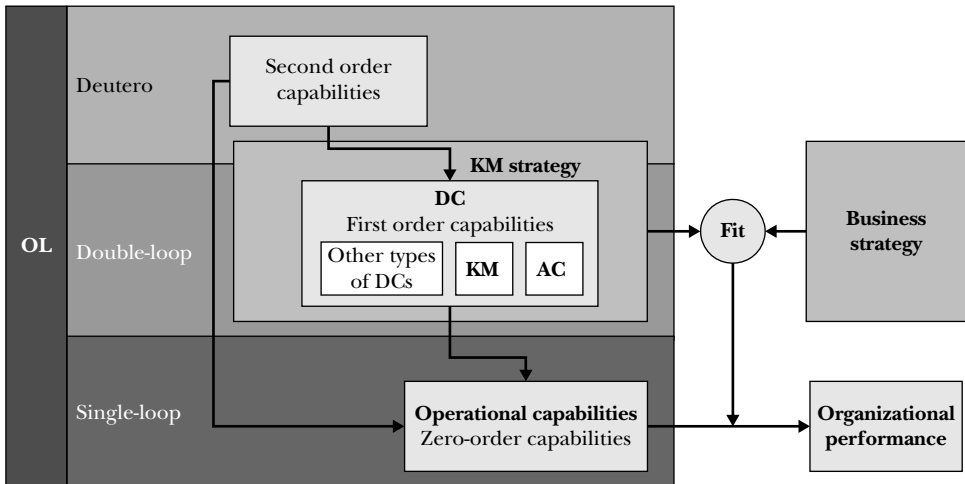 OL
Deutero
Second order
capabilities
KM strategy
DC
First order capabilities
Other types
of DCs
KM
AC
Double-loop
Fit
Business
strategy
Single-loop
Operational capabilities
Zero-order capabilities
Organizational
performance